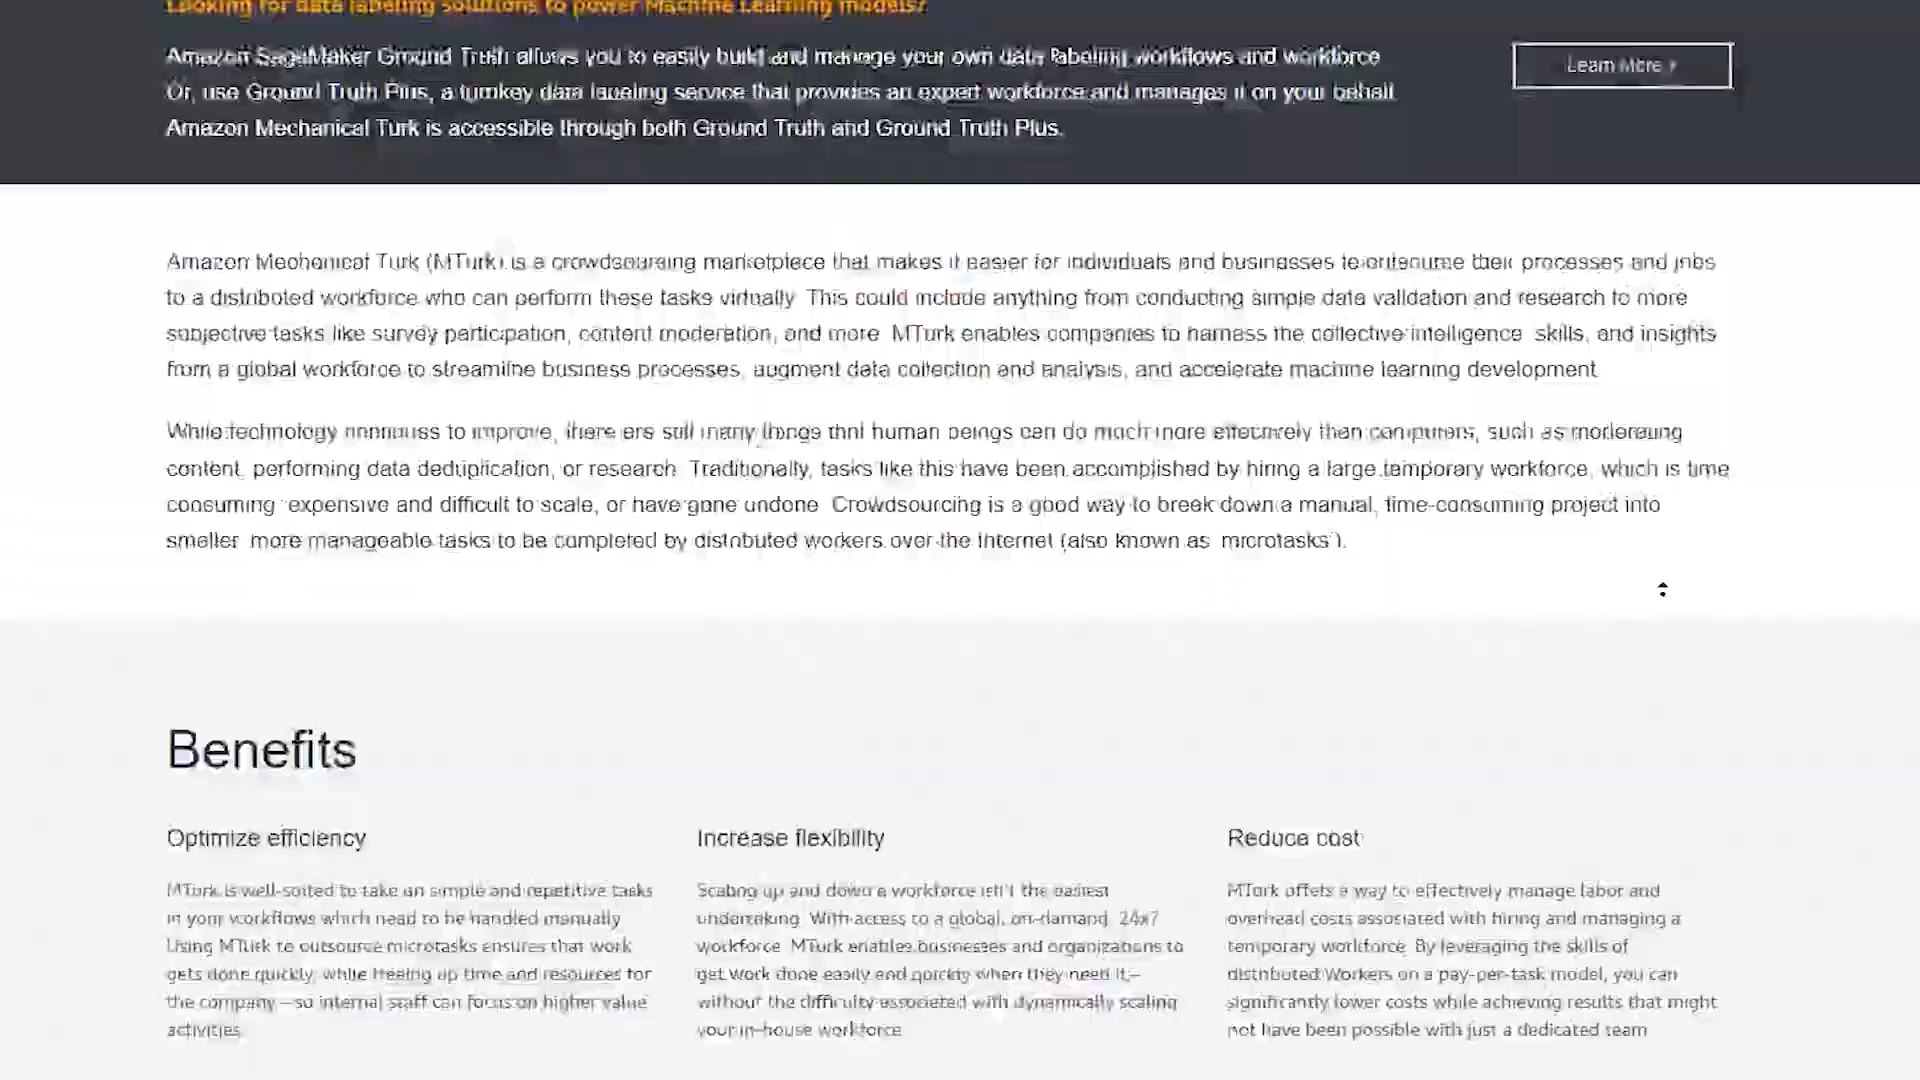 Looking for data labeling solutions to power Machine Learning models?
Amazon SageMaker Ground Truth allows you to easily build and manage your own data labeling workflows and workforce
Learn More ›
Or, use Ground Truth Plus, a turnkey data labeling service that provides an expert workforce and manages it on your behalf.
Amazon Mechanical Turk is accessible through both Ground Truth and Ground Truth Plus.
Amazon Mechanical Turk (MTurk) is a crowdsourcing marketplace that makes it easier for individuals and businesses to outsource their processes and jobs
to a distributed workforce who can perform these tasks virtually. This could include anything from conducting simple data validation and research to more
subjective tasks like survey participation, content moderation, and more. MTurk enables companies to harness the collective intelligence, skills, and insights
from a global workforce to streamline business processes, augment data collection and analysis, and accelerate machine learning development.
While technology continues to improve, there are still many things that human beings can do much more effectively than computers, such as moderating
content, performing data deduplication, or research. Traditionally, tasks like this have been accomplished by hiring a large temporary workforce, which is time
consuming, expensive and difficult to scale, or have gone undone. Crowdsourcing is a good way to break down a manual, time-consuming project into
smaller, more manageable tasks to be completed by distributed workers over the Internet (also known as 'microtasks').
Benefits
Optimize efficiency
MTurk is well-suited to take on simple and repetitive tasks
in your workflows which need to be handled manually.
Using MTurk to outsource microtasks ensures that work
gets done quickly, while freeing up time and resources for
the company – so internal staff can focus on higher value
activities.
Increase flexibility
Scaling up and down a workforce isn't the easiest
undertaking. With access to a global, on-demand, 24x7
workforce, MTurk enables businesses and organizations to
get work done easily and quickly when they need it –
without the difficulty associated with dynamically scaling
your in-house workforce.
Reduce cost
MTurk offers a way to effectively manage labor and
overhead costs associated with hiring and managing a
temporary workforce. By leveraging the skills of
distributed Workers on a pay-per-task model, you can
significantly lower costs while achieving results that might
not have been possible with just a dedicated team.